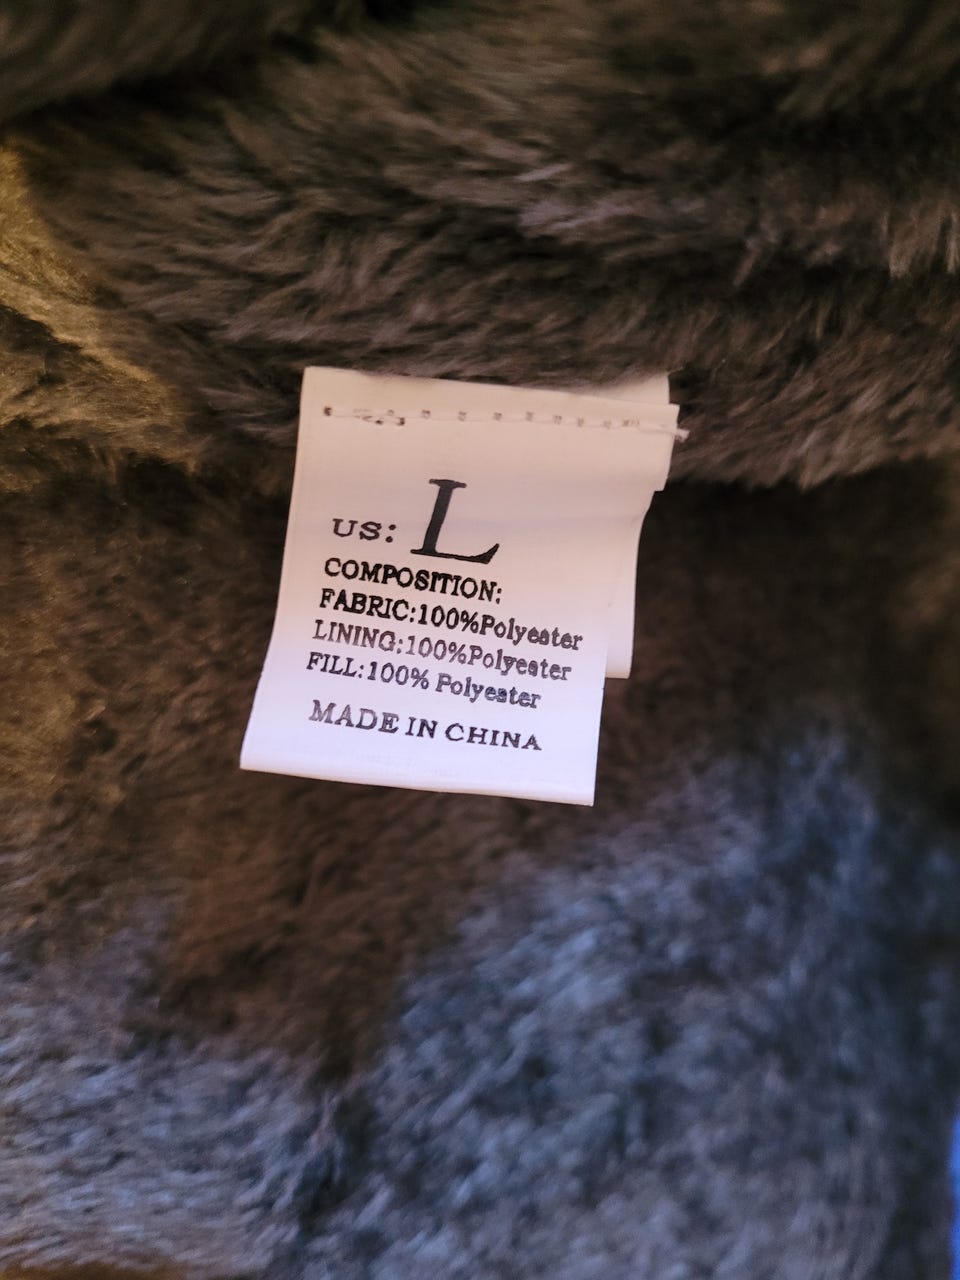 US: L
COMPOSITION:
FABRIC:100%Polyester
LINING:100%Polyester
FILL:100% Polyester
MADE IN CHINA